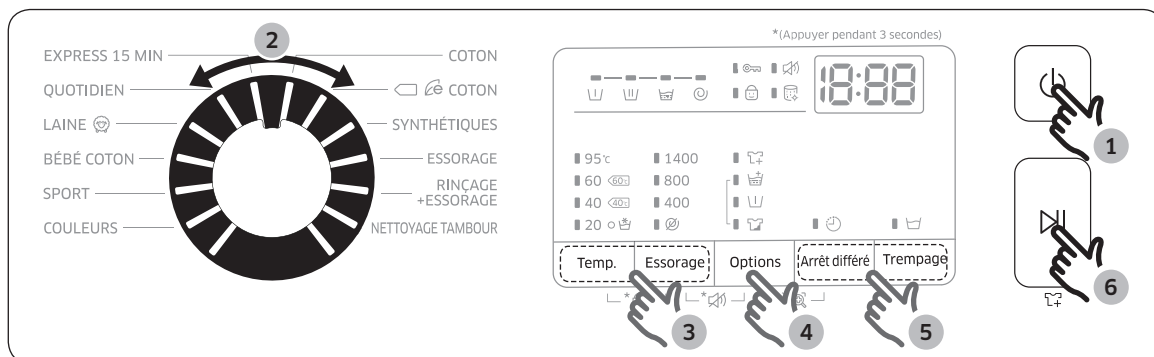 *(Appuyer pendant 3 secondes)
2
EXPRESS 15 MIN
QUOTIDIEN
LAINE
BÉBÉ COTON
SPORT
COULEURS
COTON
COTON
SYNTHÉTIQUES
ESSORAGE
RINÇAGE
+ESSORAGE
NETTOYAGE TAMBOUR
18:88
95°C 1400
60 60°C 800
40 40°C 400
20
Temp. Essorage Options Arrêt différé Trempage
* *
3 4 5
1
6